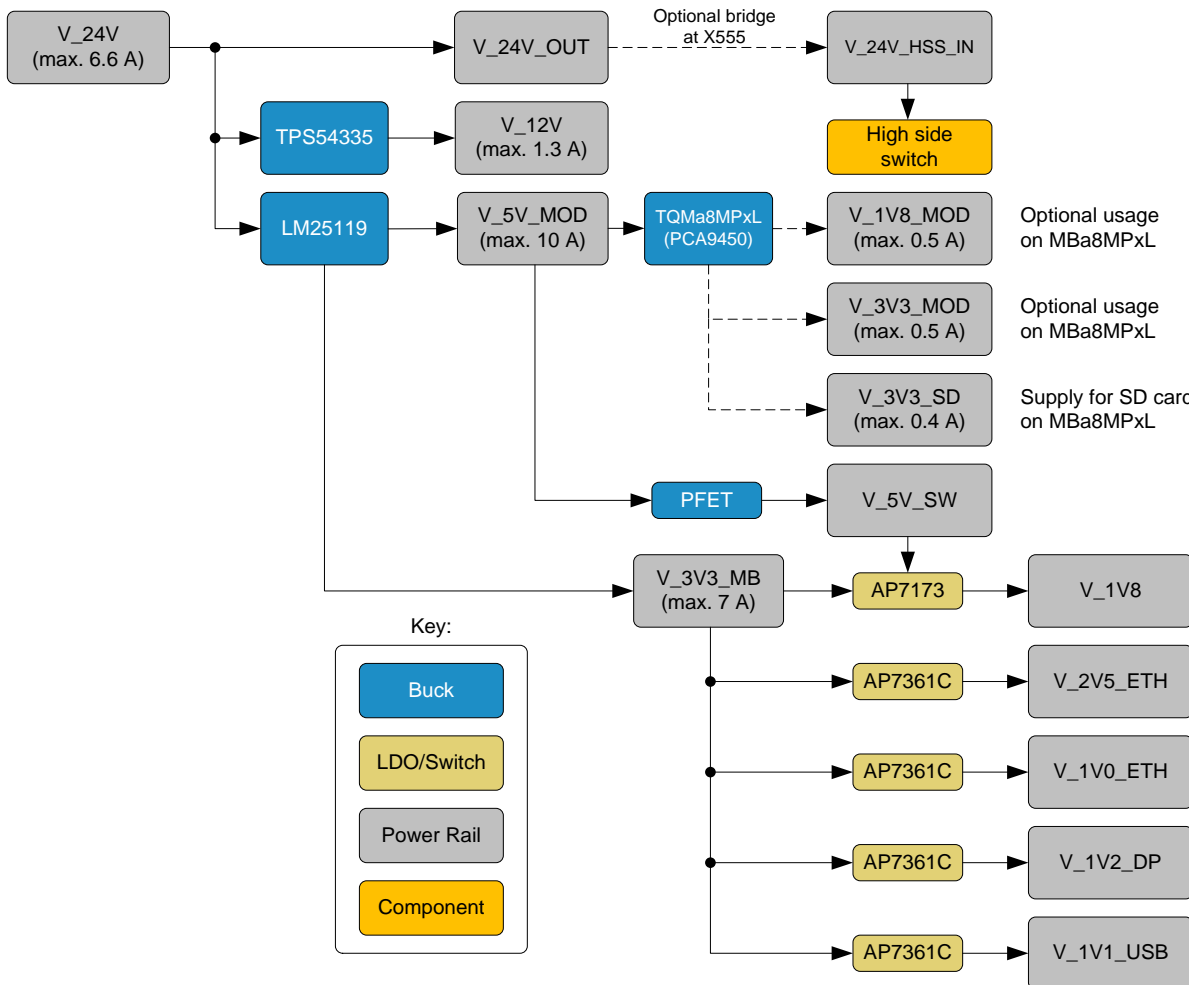 V_24V
(max. 6.6 A)
V_24V_OUT
Optional bridge
at X555
V_24V_HSS_IN
TPS54335
V_12V
(max. 1.3 A)
High side
switch
LM25119
V_5V_MOD
(max. 10 A)
TQMa8MPxL
(PCA9450)
V_1V8_MOD
(max. 0.5 A)
Optional usage
on MBa8MPxL
V_3V3_MOD
(max. 0.5 A)
Optional usage
on MBa8MPxL
V_3V3_SD
(max. 0.4 A)
Supply for SD card
on MBa8MPxL
PFET
V_5V_SW
V_3V3_MB
(max. 7 A)
AP7173
V_1V8
Key:
Buck
LDO/Switch
Power Rail
Component
AP7361C
V_2V5_ETH
AP7361C
V_1V0_ETH
AP7361C
V_1V2_DP
AP7361C
V_1V1_USB